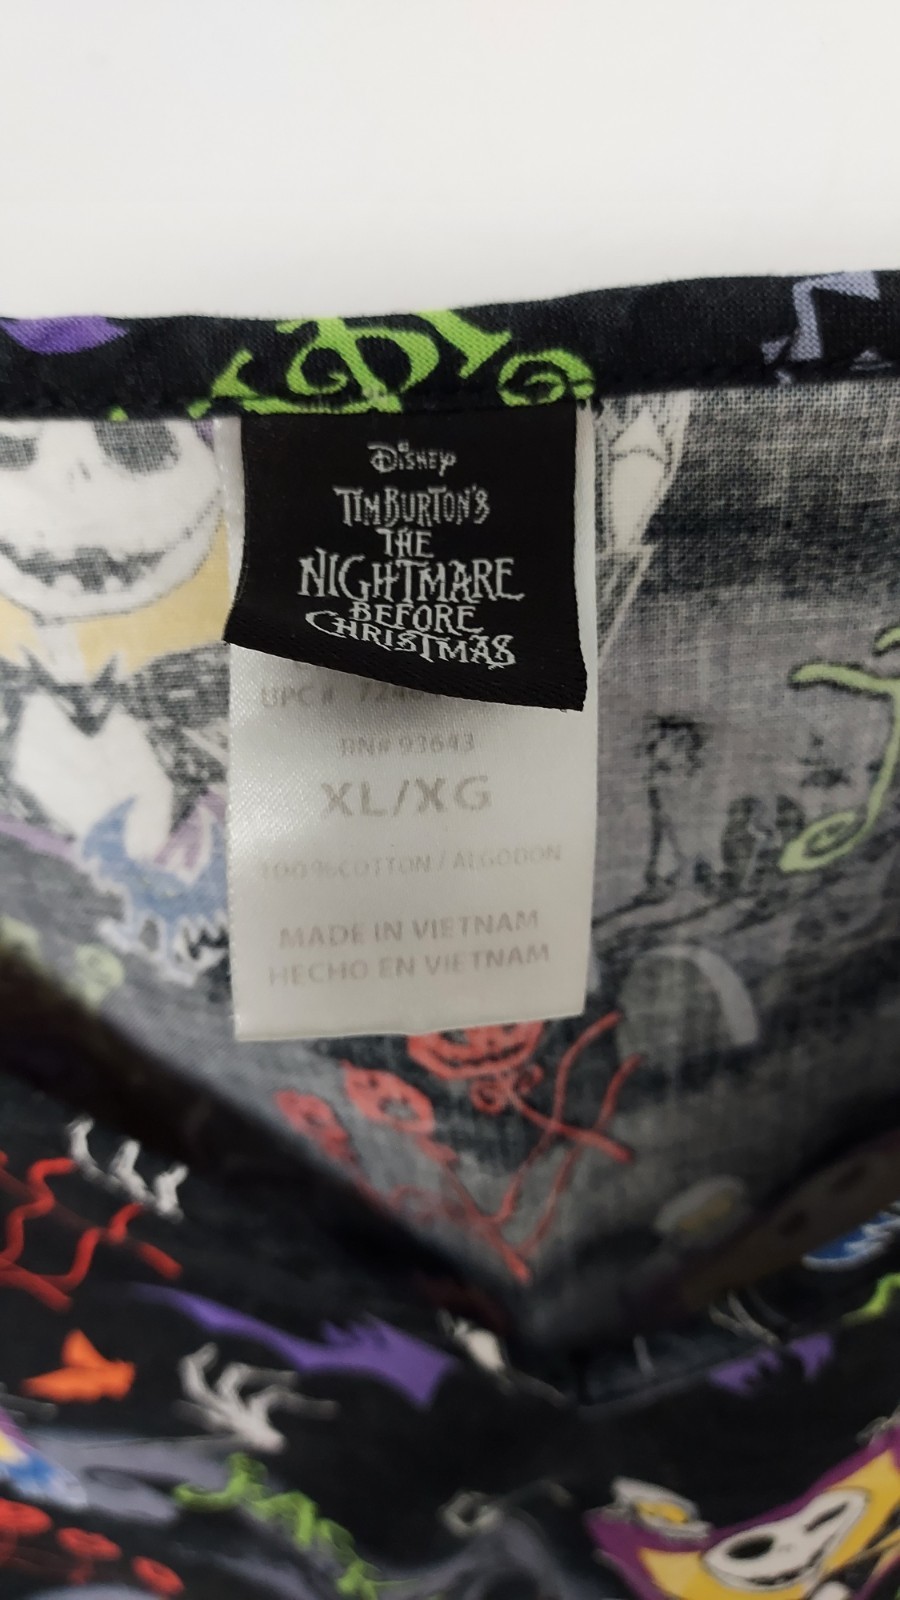 Disney
TIM BURTON'S
THE
NIGHTMARE
BEFORE
CHRISTMAS
UPC#
RN# 93643
XL/XG
100%COTTON / ALGODON
MADE IN VIETNAM
HECHO EN VIETNAM